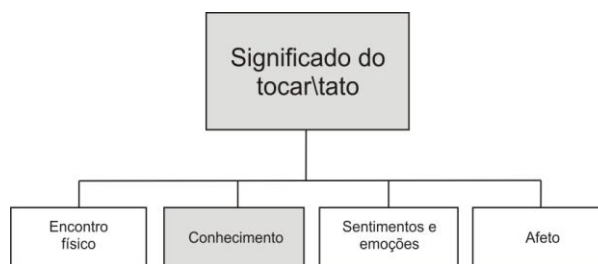 Significado do
tocar\tato
Encontro
físico
Conhecimento
Sentimentos e
emoções
Afeto